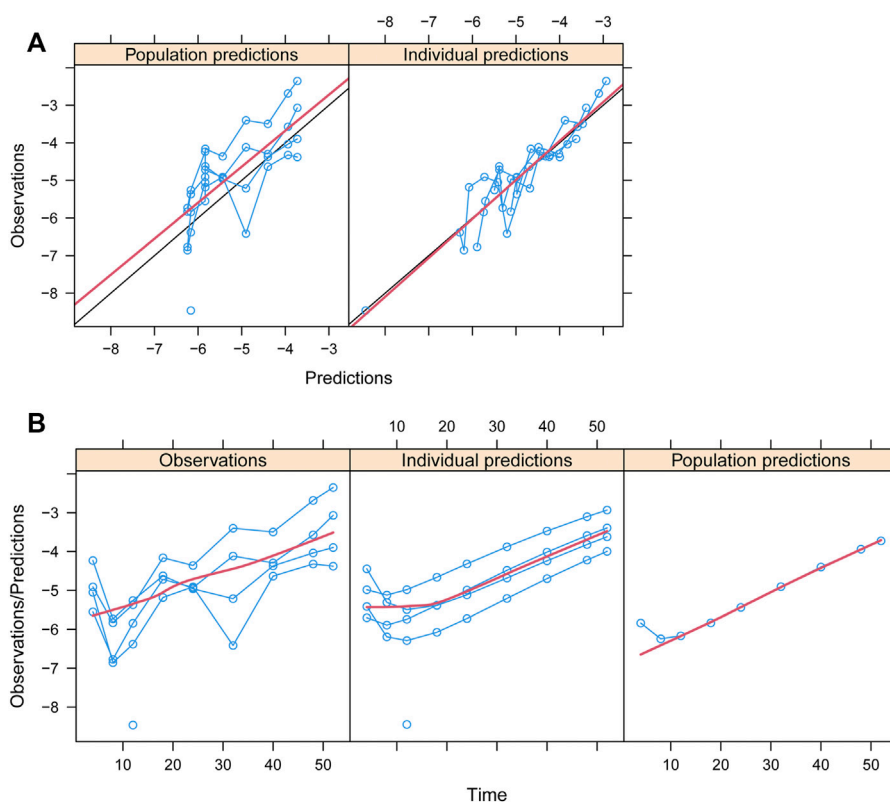 A
−8 −7 −6 −5 −4 −3
Population predictions Individual predictions
−3
−4
−5
−6
−7
−8
Observations
−8 −7 −6 −5 −4 −3
Predictions
B
10 20 30 40 50
Observations Individual predictions Population predictions
−3
−4
−5
−6
−7
−8
Observations/Predictions
10 20 30 40 50 10 20 30 40 50
Time